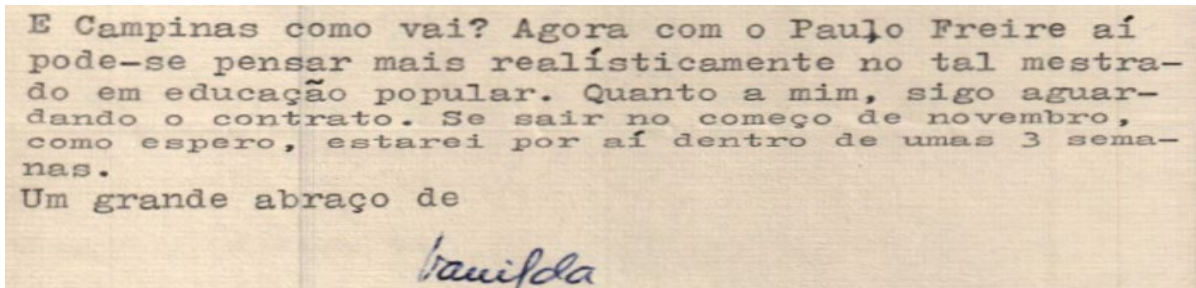 E Campinas como vai? Agora com o Paulo Freire aí
pode-se pensar mais realísticamente no tal mestra-
do em educação popular. Quanto a mim, sigo aguar-
dando o contrato. Se sair no começo de novembro,
como espero, estarei por aí dentro de umas 3 sema-
nas.
Um grande abraço de
Vanilda